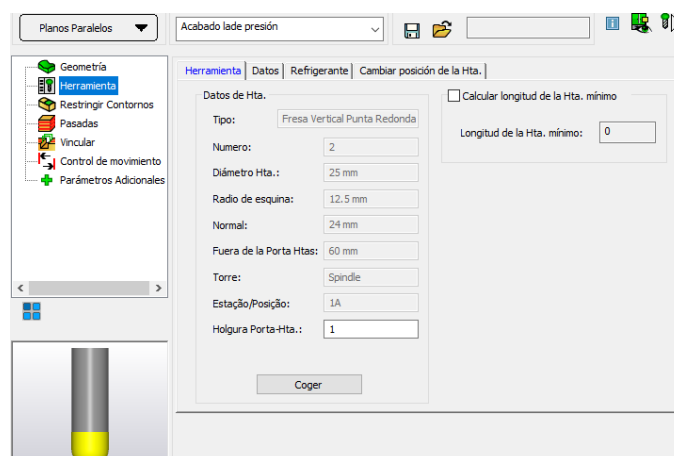 Planos Paralelos
Acabado lade presión
Geometría
Herramienta
Restringir Contornos
Pasadas
Vincular
Control de movimiento
Parámetros Adicionales
Herramienta
Datos
Refrigerante
Cambiar posición de la Hta.
Datos de Hta.
Tipo: Fresa Vertical Punta Redonda
Numero: 2
Diámetro Hta.: 25 mm
Radio de esquina: 12.5 mm
Normal: 24 mm
Fuera de la Porta Htas: 60 mm
Torre: Spindle
Estação/Posição: 1A
Holgura Porta-Hta.: 1
Coger
Calcular longitud de la Hta. mínimo
Longitud de la Hta. mínimo: 0